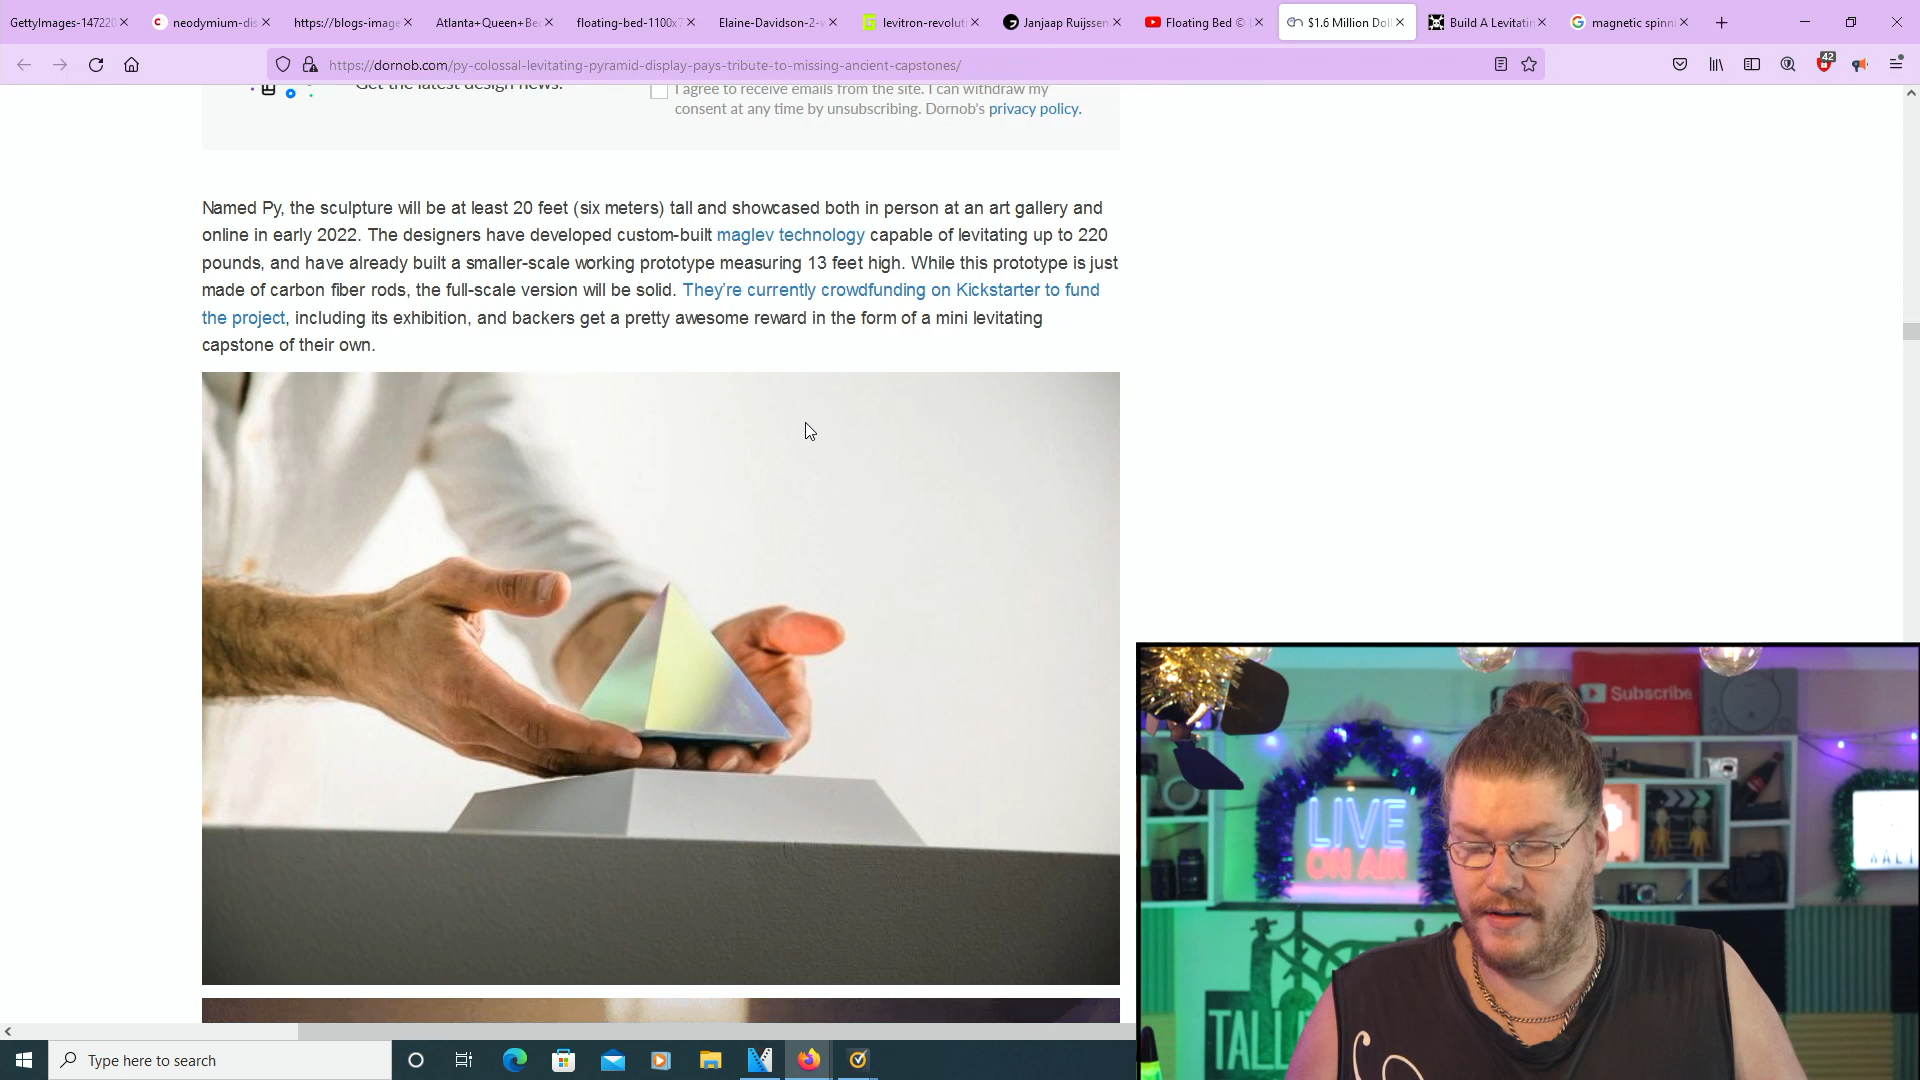 GettyImages-14722
neodymium-dis
https://blogs-image
Atlanta+Queen+Be
floating-bed-1100x
Elaine-Davidson-2-
levitron-revoluti
Janjaap Ruijssen
Floating Bed ©
$1.6 Million Doll
Build A Levitatin
magnetic spinn
https://dornob.com/py-colossal-levitating-pyramid-display-pays-tribute-to-missing-ancient-capstones/
42
Get the latest design news.
I agree to receive emails from the site. I can withdraw my
consent at any time by unsubscribing. Dornob's privacy policy.
Named Py, the sculpture will be at least 20 feet (six meters) tall and showcased both in person at an art gallery and
online in early 2022. The designers have developed custom-built maglev technology capable of levitating up to 220
pounds, and have already built a smaller-scale working prototype measuring 13 feet high. While this prototype is just
made of carbon fiber rods, the full-scale version will be solid. They're currently crowdfunding on Kickstarter to fund
the project, including its exhibition, and backers get a pretty awesome reward in the form of a mini levitating
capstone of their own.
Subscribe
LIVE
ON AIR
TALL
Type here to search